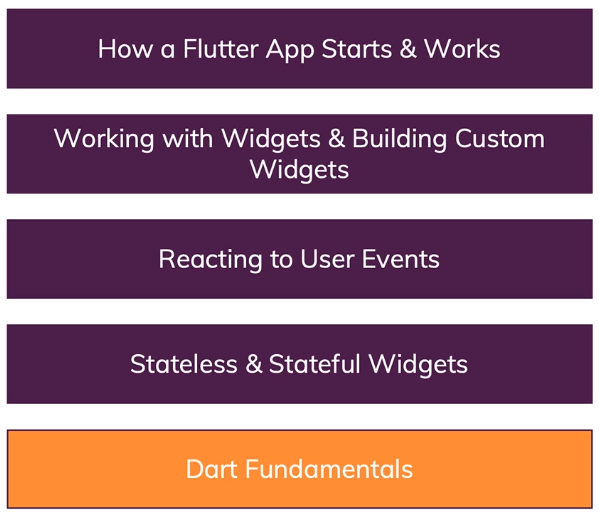 How a Flutter App Starts & Works
Working with Widgets & Building Custom
Widgets
Reacting to User Events
Stateless & Stateful Widgets
Dart Fundamentals